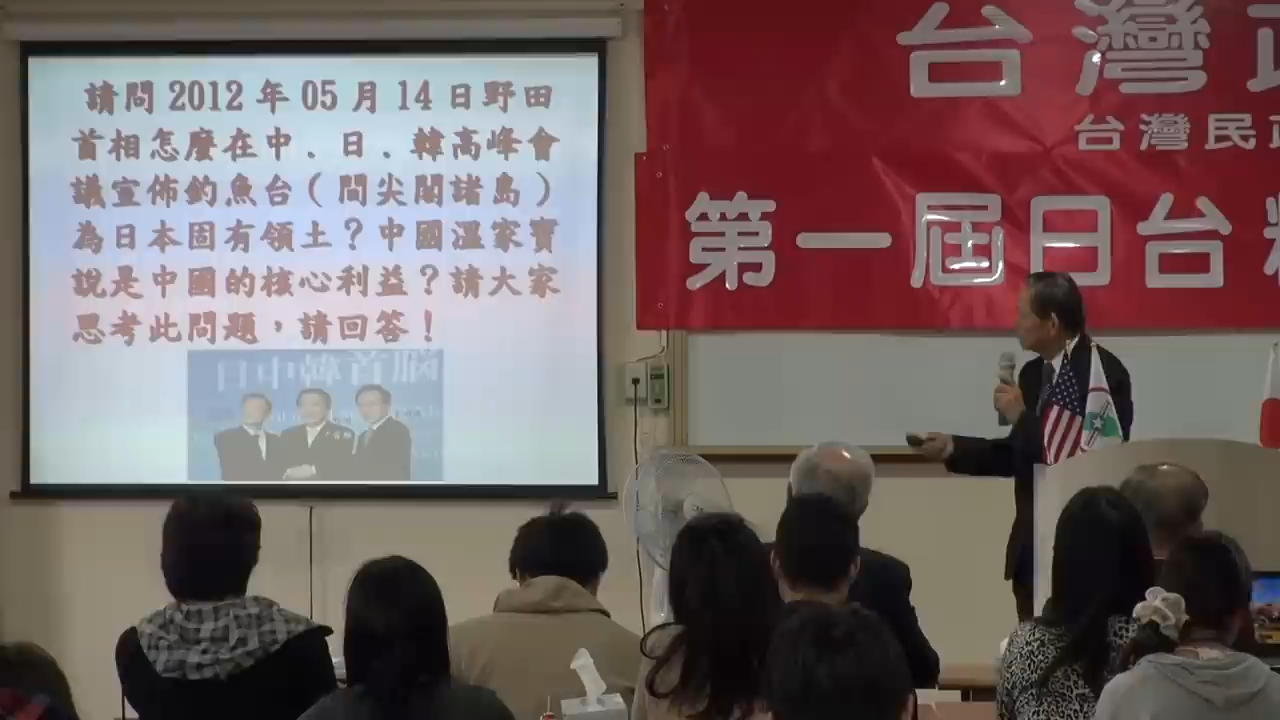 請問 2012 年 05 月 14 日野田
首相怎麼在中﹑日﹑韓高峰會
議宣佈釣魚台（間尖閣諸島）
為日本固有領土？中國溫家寶
說是中國的核心利益？請大家
思考此問題，請回答！
日中韓首脳
台灣政
台灣民政
第一屆日台精